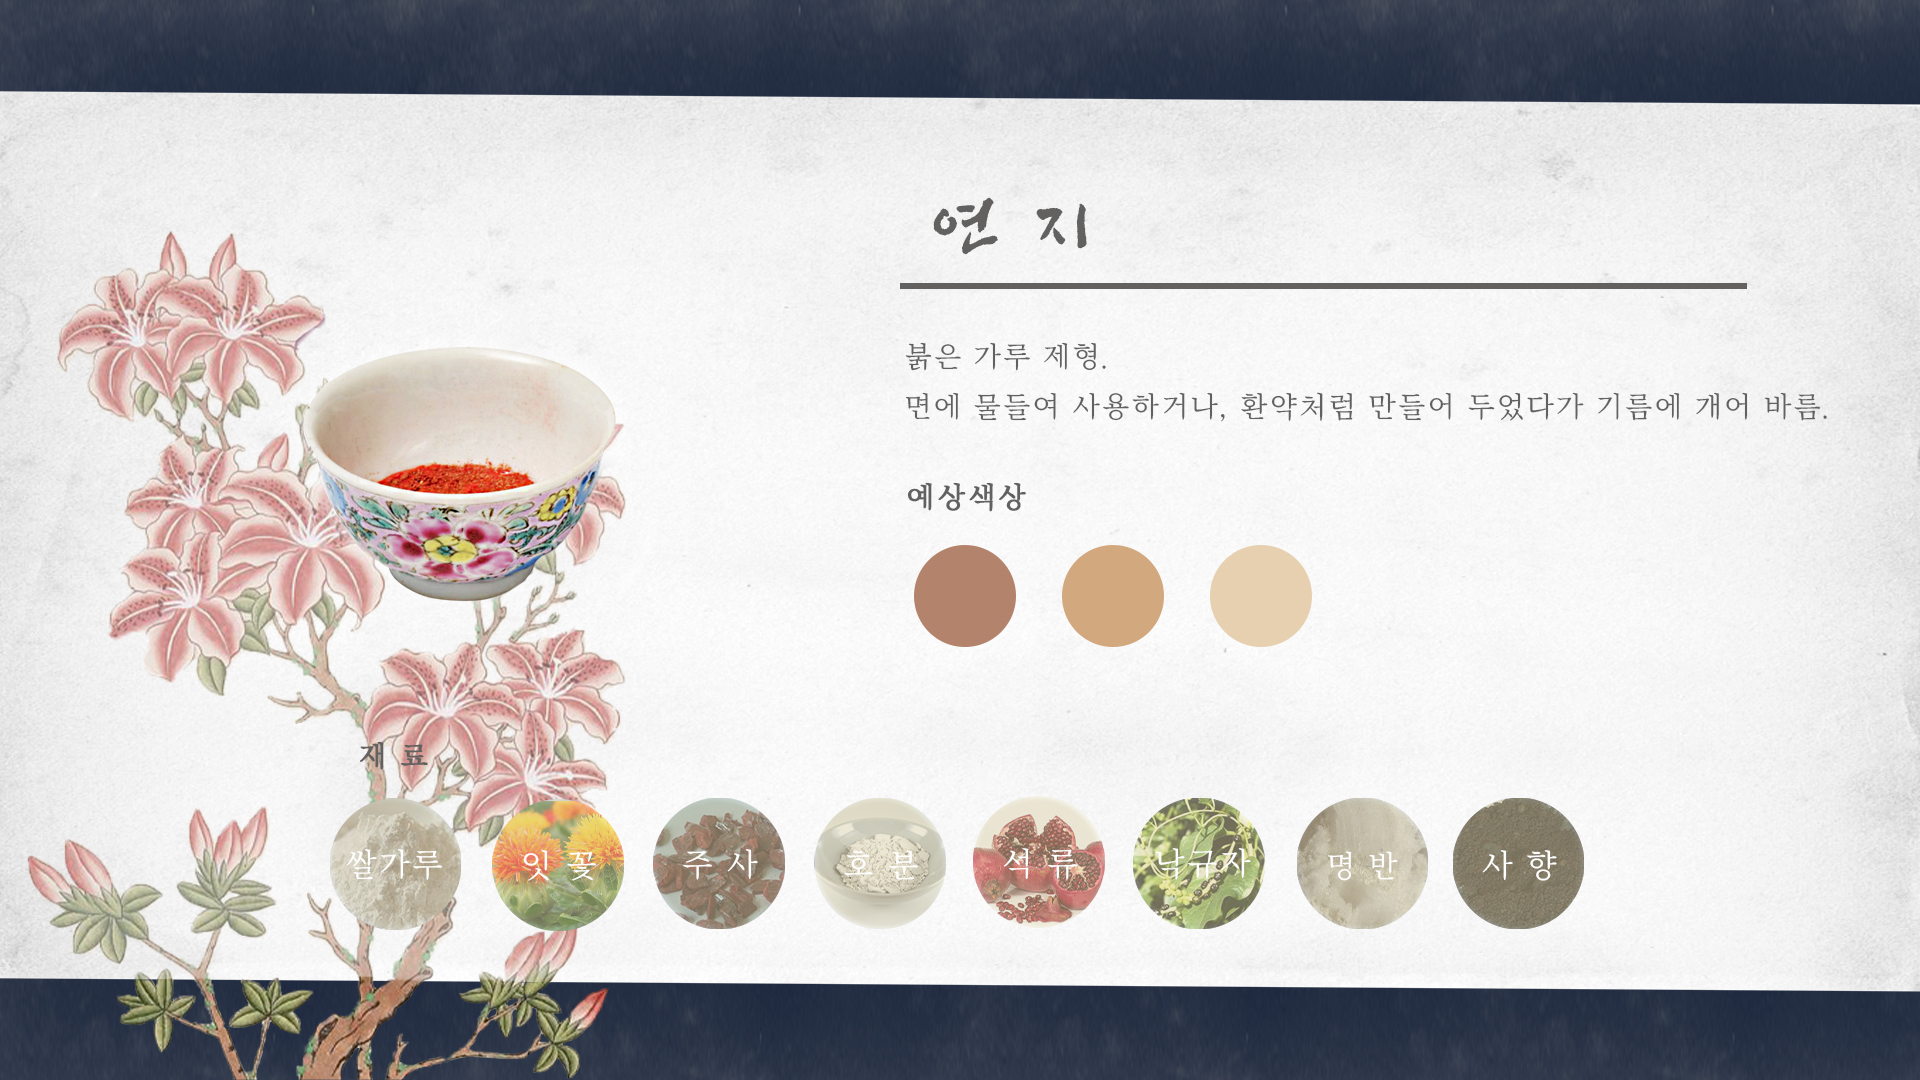 연 지
붉은 가루 제형.
면에 물들여 사용하거나, 환약처럼 만들어 두었다가 기름에 개어 바름.
예상색상
재 료
쌀가루 잇 꽃 주 사 호 분 석 류 낙규자 명 반 사 향